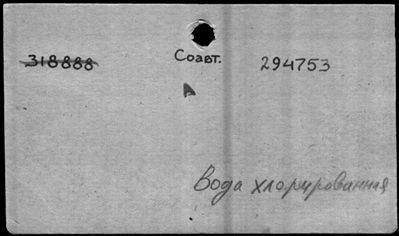 318888 Соавт. 294753
А
Вода хлорирования